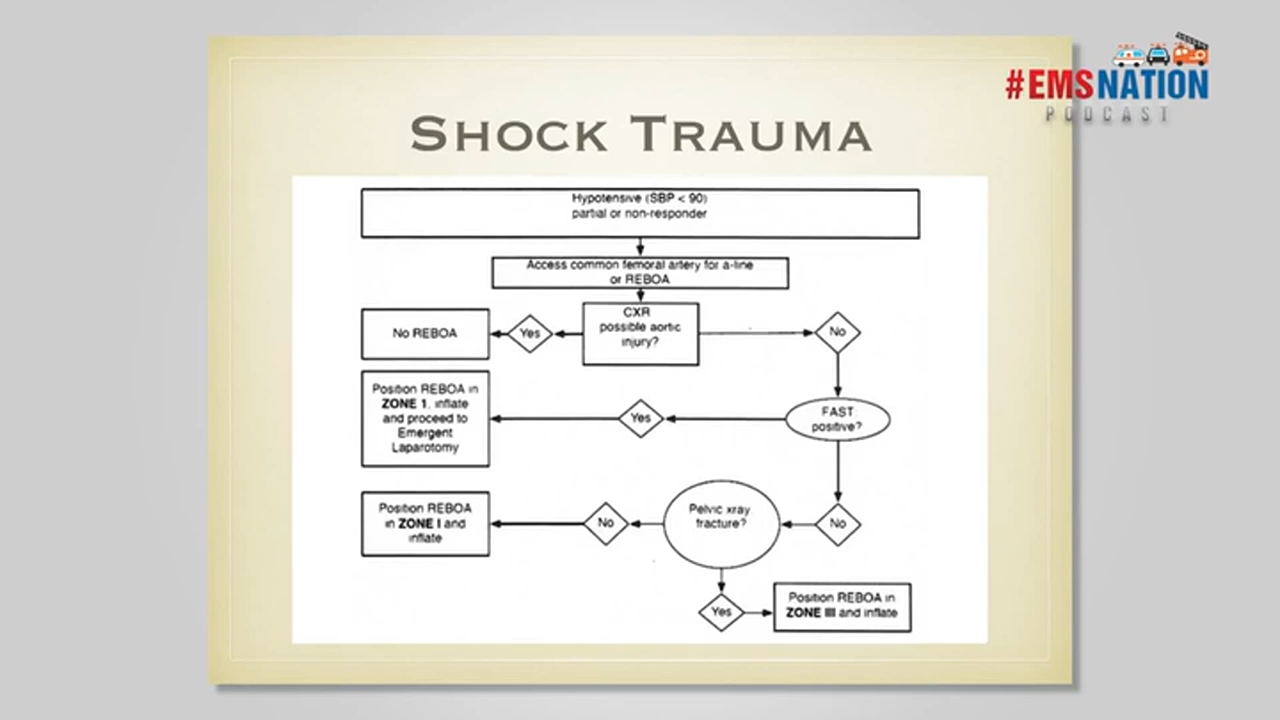 #EMSNATION
PODCAST
SHOCK TRAUMA
Hypotensive (SBP < 90)
partial or non-responder
Access common femoral artery for a-line
or REBOA
CXR
possible aortic
injury?
Yes
No REBOA
No
FAST:
positive?
Yes
Position REBOA in
ZONE 1, inflate
and proceed to
Emergent
Laparotomy
No
Pelvic xray
fracture?
No
Position REBOA
in ZONE I and
inflate
Yes
Position REBOA in
ZONE III and inflate